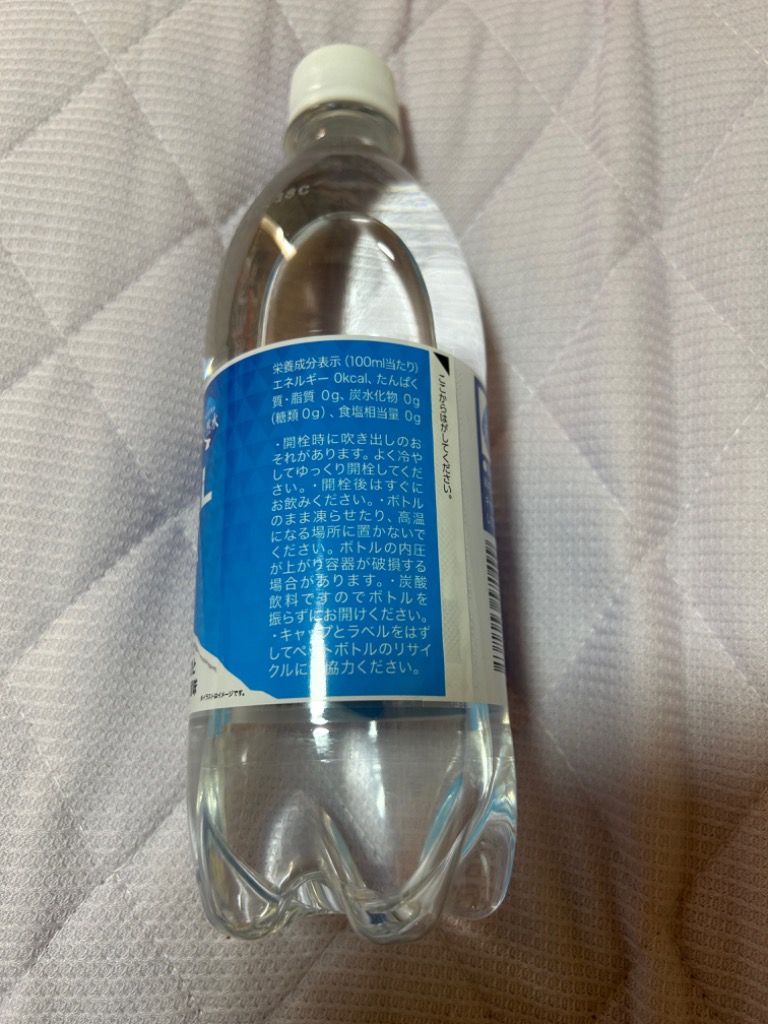 栄養成分表示（100ml当たり）
エネルギー 0kcal、たんぱく
質・脂質 0g、炭水化物 0g
（糖類 0g）、食塩相当量 0g
・開栓時に吹き出しのお
それがあります。よく冷や
してゆっくり開栓してくだ
さい。・開栓後はすぐに
お飲みください。・ボトル
のまま凍らせたり、高温
になる場所に置かないで
ください。ボトルの内圧
が上がり容器が破損する
場合があります。・炭酸
飲料ですのでボトルを
振らずにお開けください。
・キャップとラベルをはず
してペットボトルのリサイ
クルにご協力ください。
ここからはがしてください。
※イラストはイメージです。